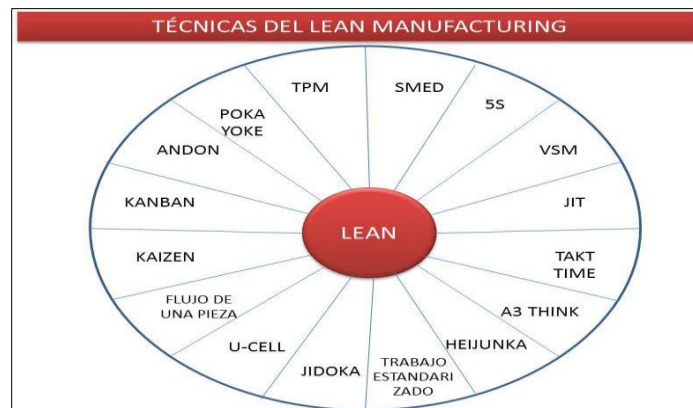 TÉCNICAS DEL LEAN MANUFACTURING
TPM
SMED
5S
VSM
JIT
TAKT
TIME
A3 THINK
HEIJUNKA
TRABAJO
ESTANDARI
ZADO
JIDOKA
U-CELL
FLUJO DE
UNA PIEZA
KAIZEN
KANBAN
ANDON
POKA
YOKE
LEAN